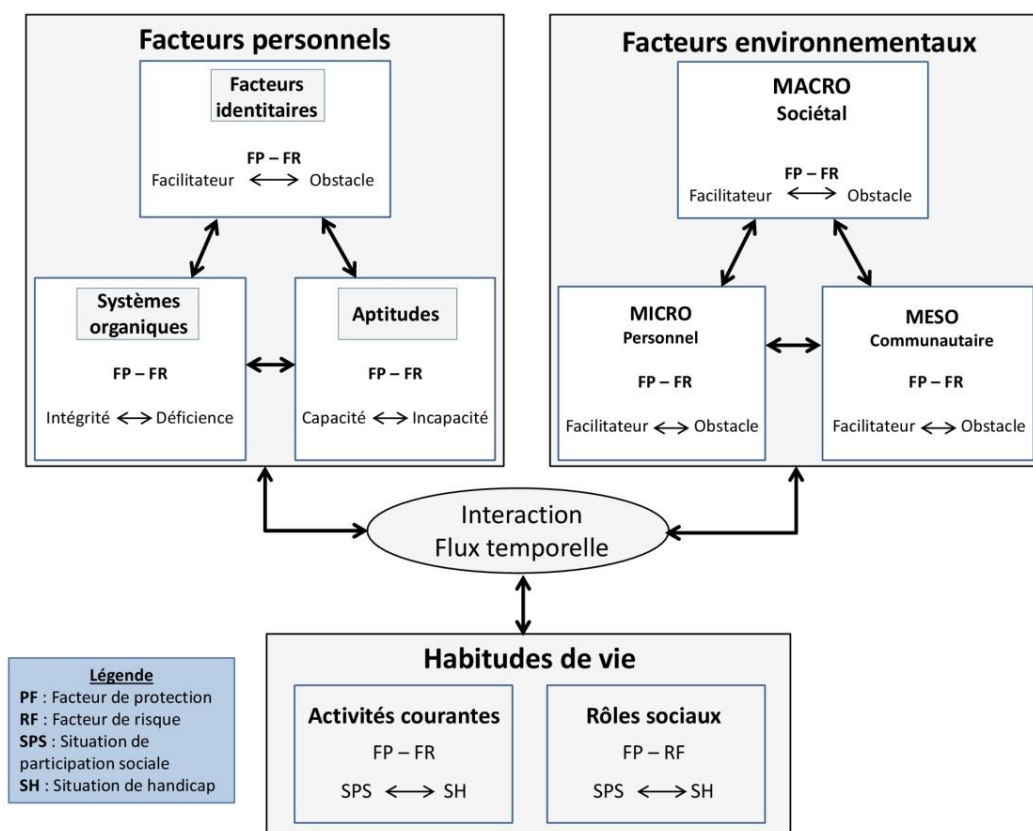 Facteurs personnels
Facteurs
identitaires
FP – FR
Facilitateur Obstacle
Systèmes
organiques
FP – FR
Intégrité Déficience
Aptitudes
FP – FR
Capacité Incapacité
Facteurs environnementaux
MACRO
Sociétal
FP – FR
Facilitateur Obstacle
MICRO
Personnel
FP – FR
Facilitateur Obstacle
MESO
Communautaire
FP – FR
Facilitateur Obstacle
Interaction
Flux temporelle
Habitudes de vie
Activités courantes
FP – FR
SPS SH
Rôles sociaux
FP – RF
SPS SH
Légende
PF : Facteur de protection
RF : Facteur de risque
SPS : Situation de
participation sociale
SH : Situation de handicap